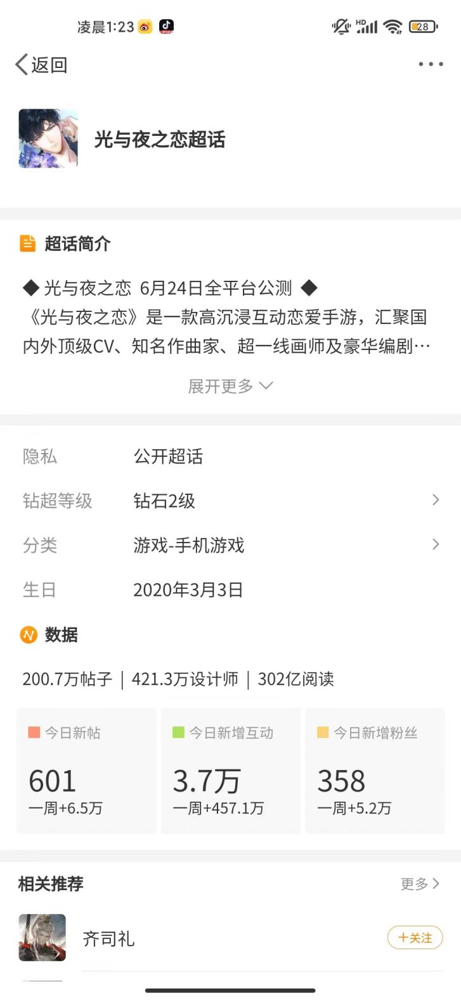 凌晨1:23
HD
28
返回
光与夜之恋超话
超话简介
◆ 光与夜之恋 6月24日全平台公测 ◆
《光与夜之恋》是一款高沉浸互动恋爱手游，汇聚国
内外顶级CV、知名作曲家、超一线画师及豪华编剧…
展开更多
隐私 公开超话
钻超等级 钻石2级
分类 游戏-手机游戏
生日 2020年3月3日
数据
200.7万帖子 | 421.3万设计师 | 302亿阅读
今日新帖 今日新增互动 今日新增粉丝
601 3.7万 358
一周+6.5万 一周+457.1万 一周+5.2万
相关推荐 更多
齐司礼 +关注